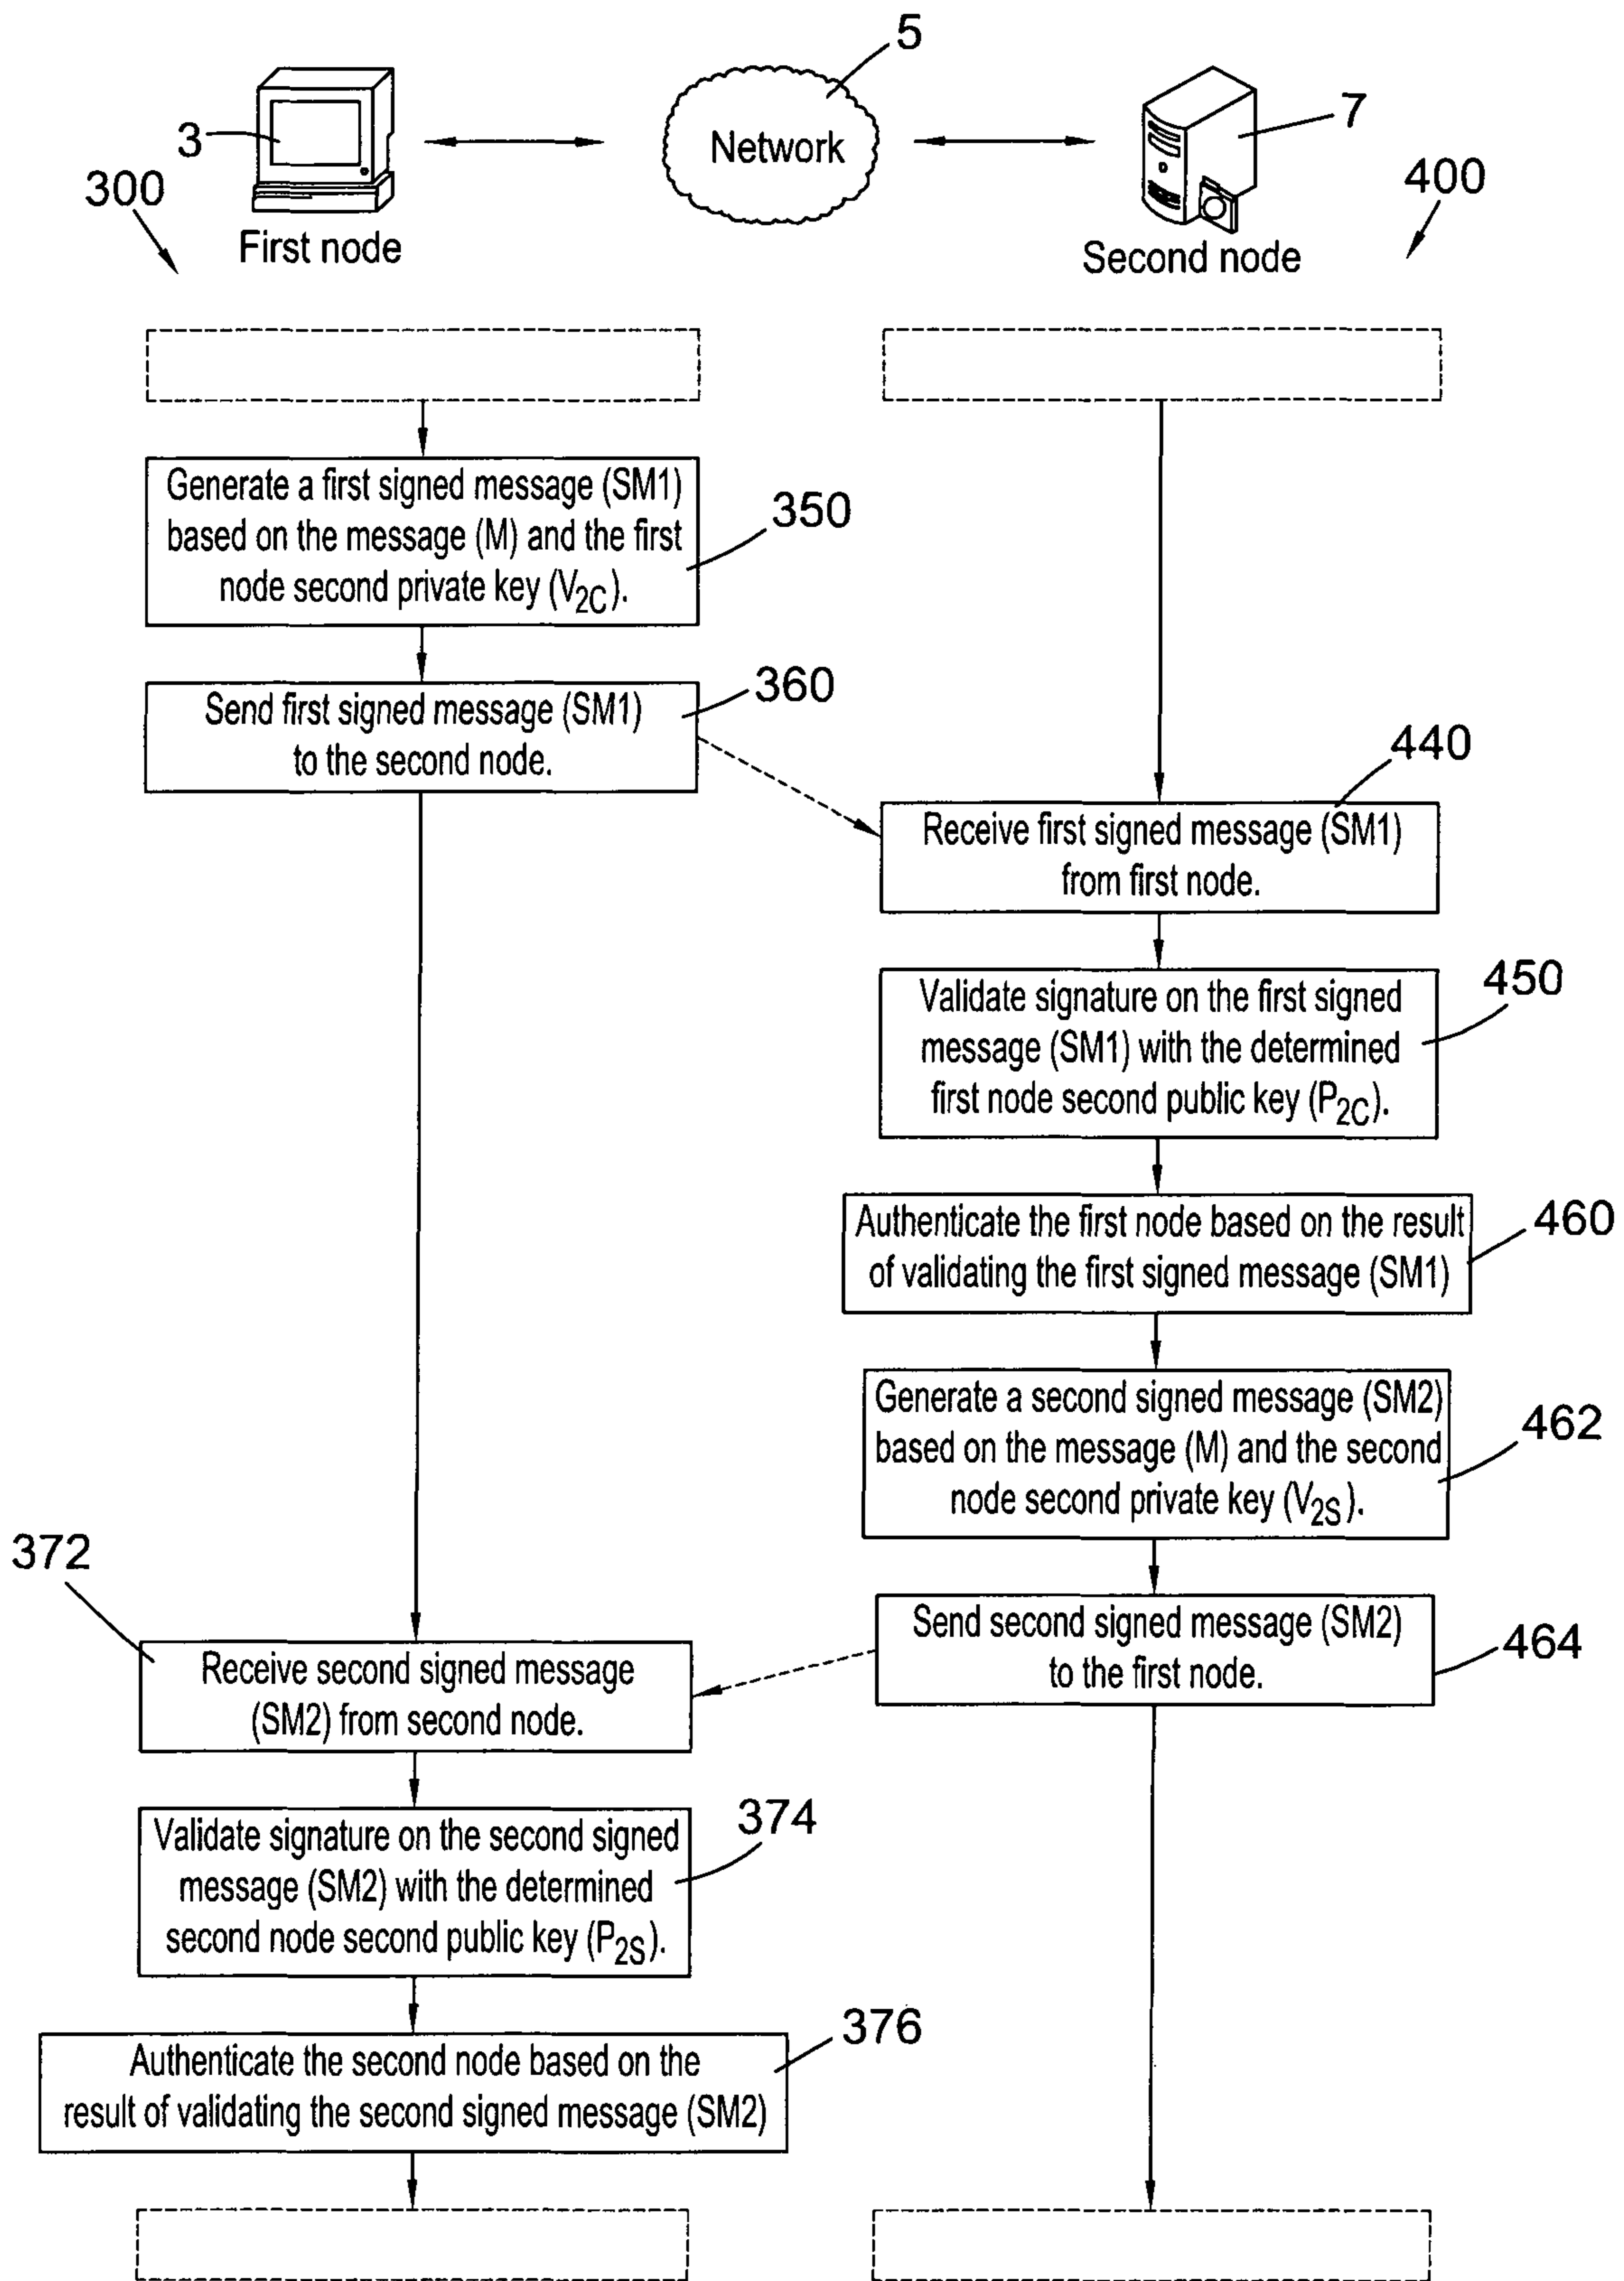 5
3
Network
7
300
400
First node
Second node
Generate a first signed message (SM1)
based on the message (M) and the first
node second private key (V2C).
350
Send first signed message (SM1)
to the second node.
360
440
Receive first signed message (SM1)
from first node.
Validate signature on the first signed
message (SM1) with the determined
first node second public key (P2C).
450
Authenticate the first node based on the result
of validating the first signed message (SM1)
460
Generate a second signed message (SM2)
based on the message (M) and the second
node second private key (V2S).
462
Send second signed message (SM2)
to the first node.
464
372
Receive second signed message
(SM2) from second node.
Validate signature on the second signed
message (SM2) with the determined
second node second public key (P2S).
374
Authenticate the second node based on the
result of validating the second signed message (SM2)
376